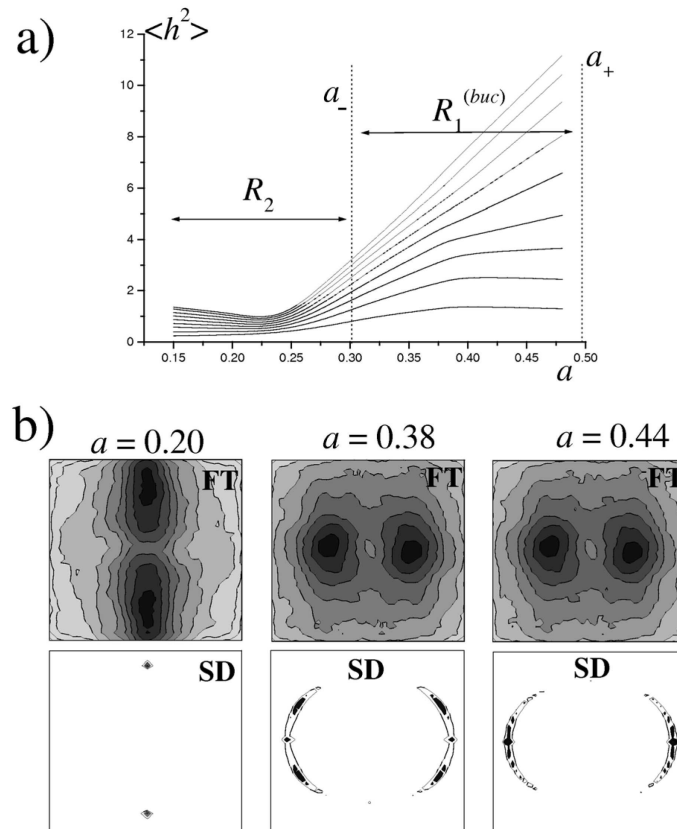 a)
<h²>
12
10
8
6
4
2
0
a₋
a₊
R₁⁽ᵇᵘᶜ⁾
R₂
0.15 0.20 0.25 0.30 0.35 0.40 0.45 0.50
a
b)
a = 0.20 a = 0.38 a = 0.44
FT FT FT
SD SD SD